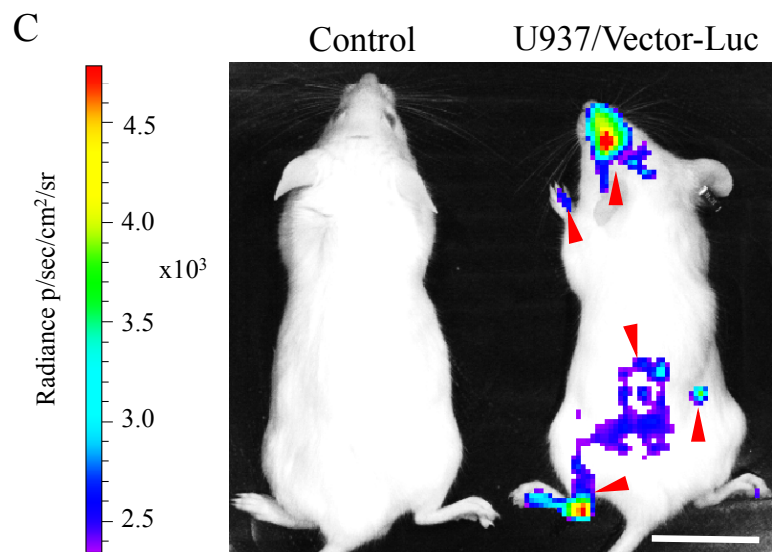 C
Control
U937/Vector-Luc
4.5
4.0
x10³
3.5
3.0
2.5
Radiance p/sec/cm²/sr